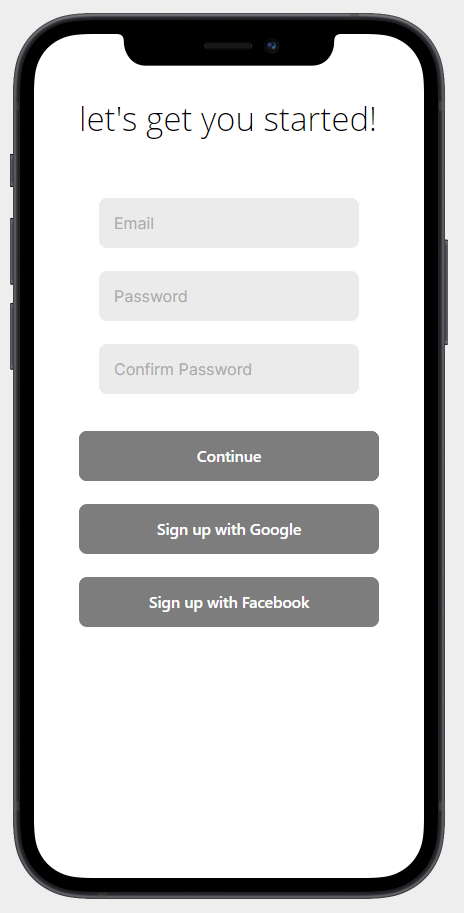 let's get you started!
Email
Password
Confirm Password
Continue
Sign up with Google
Sign up with Facebook